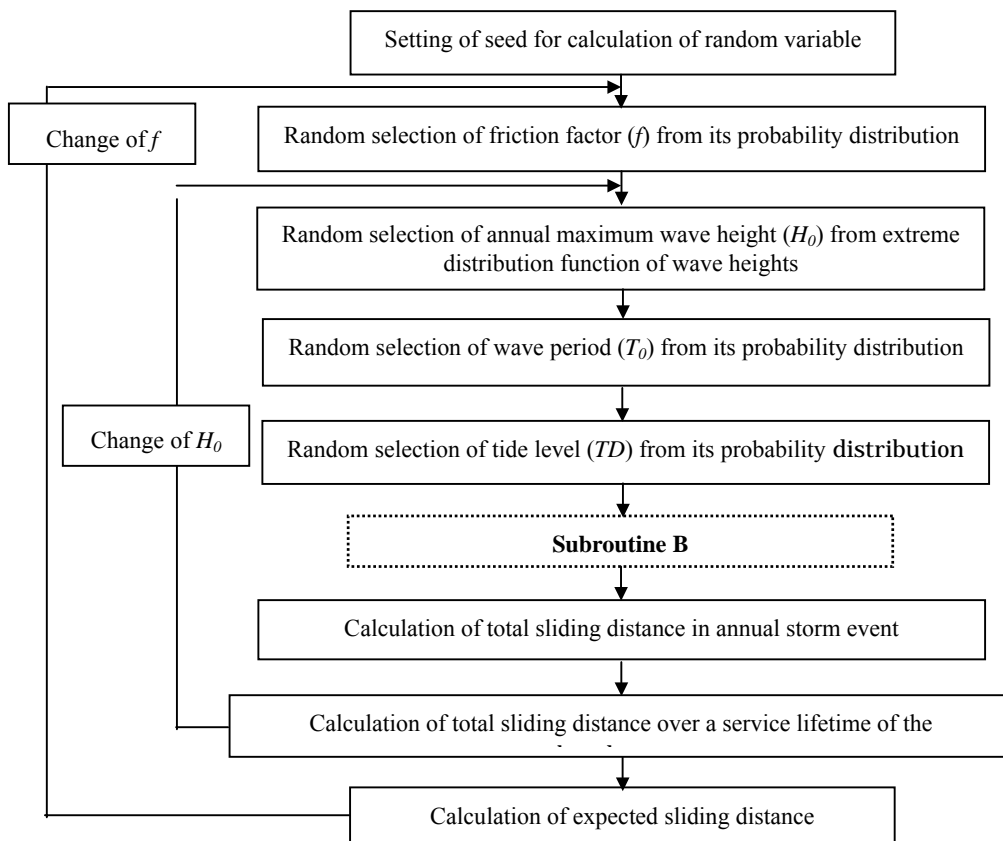 Setting of seed for calculation of random variable
Change of f
Random selection of friction factor (f) from its probability distribution
Random selection of annual maximum wave height (H0) from extreme
distribution function of wave heights
Random selection of wave period (T0) from its probability distribution
Change of H0
Random selection of tide level (TD) from its probability distribution
Subroutine B
Calculation of total sliding distance in annual storm event
Calculation of total sliding distance over a service lifetime of the
Calculation of expected sliding distance